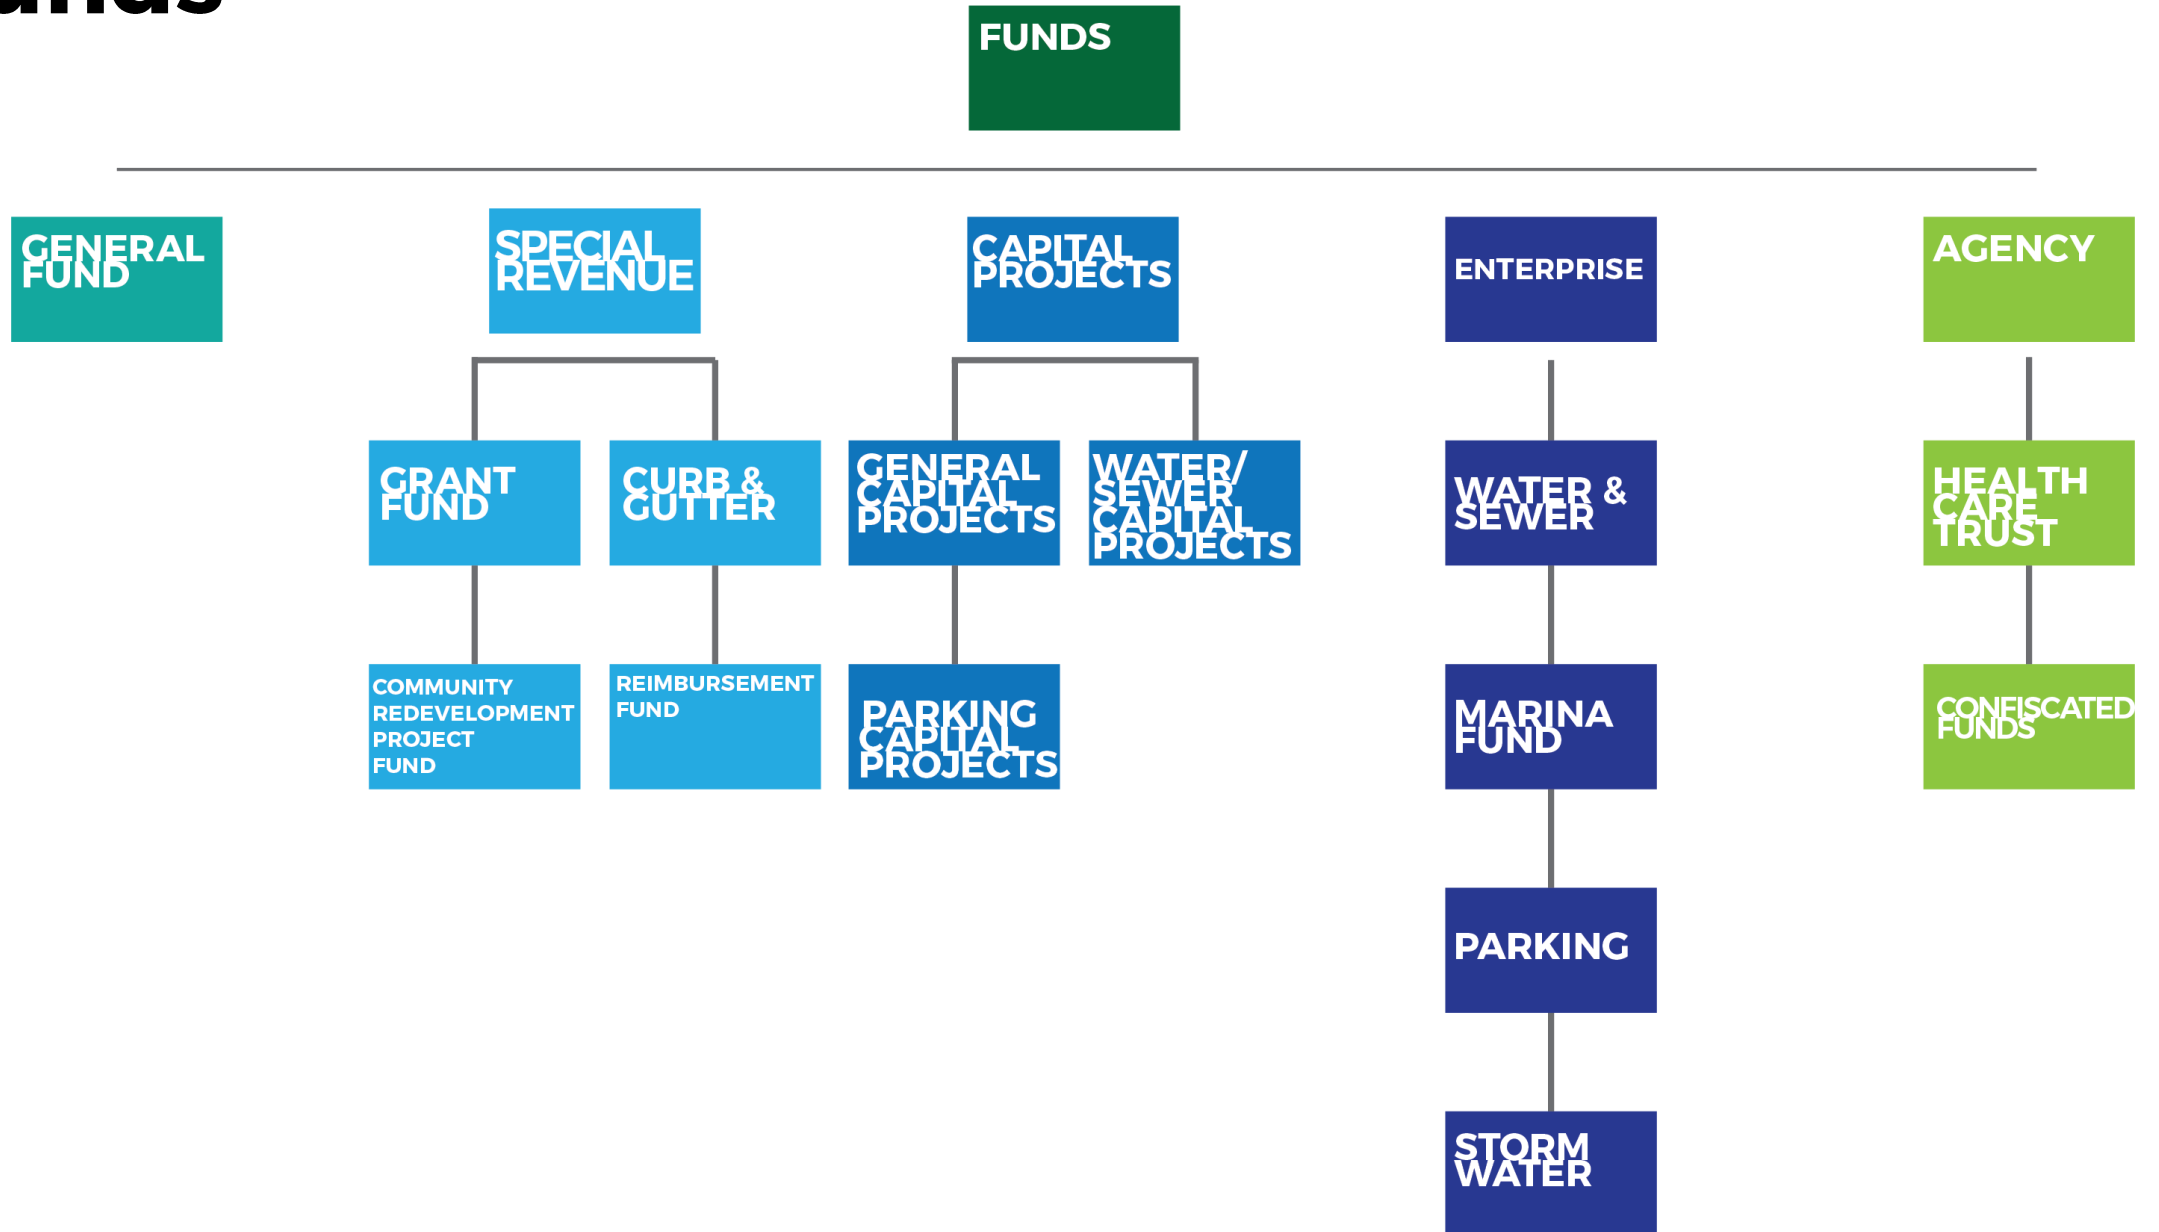 FUNDS
GENERAL
FUND
SPECIAL
REVENUE
CAPITAL
PROJECTS
ENTERPRISE
AGENCY
GRANT
FUND
CURB &
GUTTER
GENERAL
CAPITAL
PROJECTS
WATER/
SEWER
CAPITAL
PROJECTS
WATER &
SEWER
HEALTH
CARE
TRUST
COMMUNITY
REDEVELOPMENT
PROJECT
FUND
REIMBURSEMENT
FUND
PARKING
CAPITAL
PROJECTS
MARINA
FUND
CONFISCATED
FUNDS
PARKING
STORM
WATER